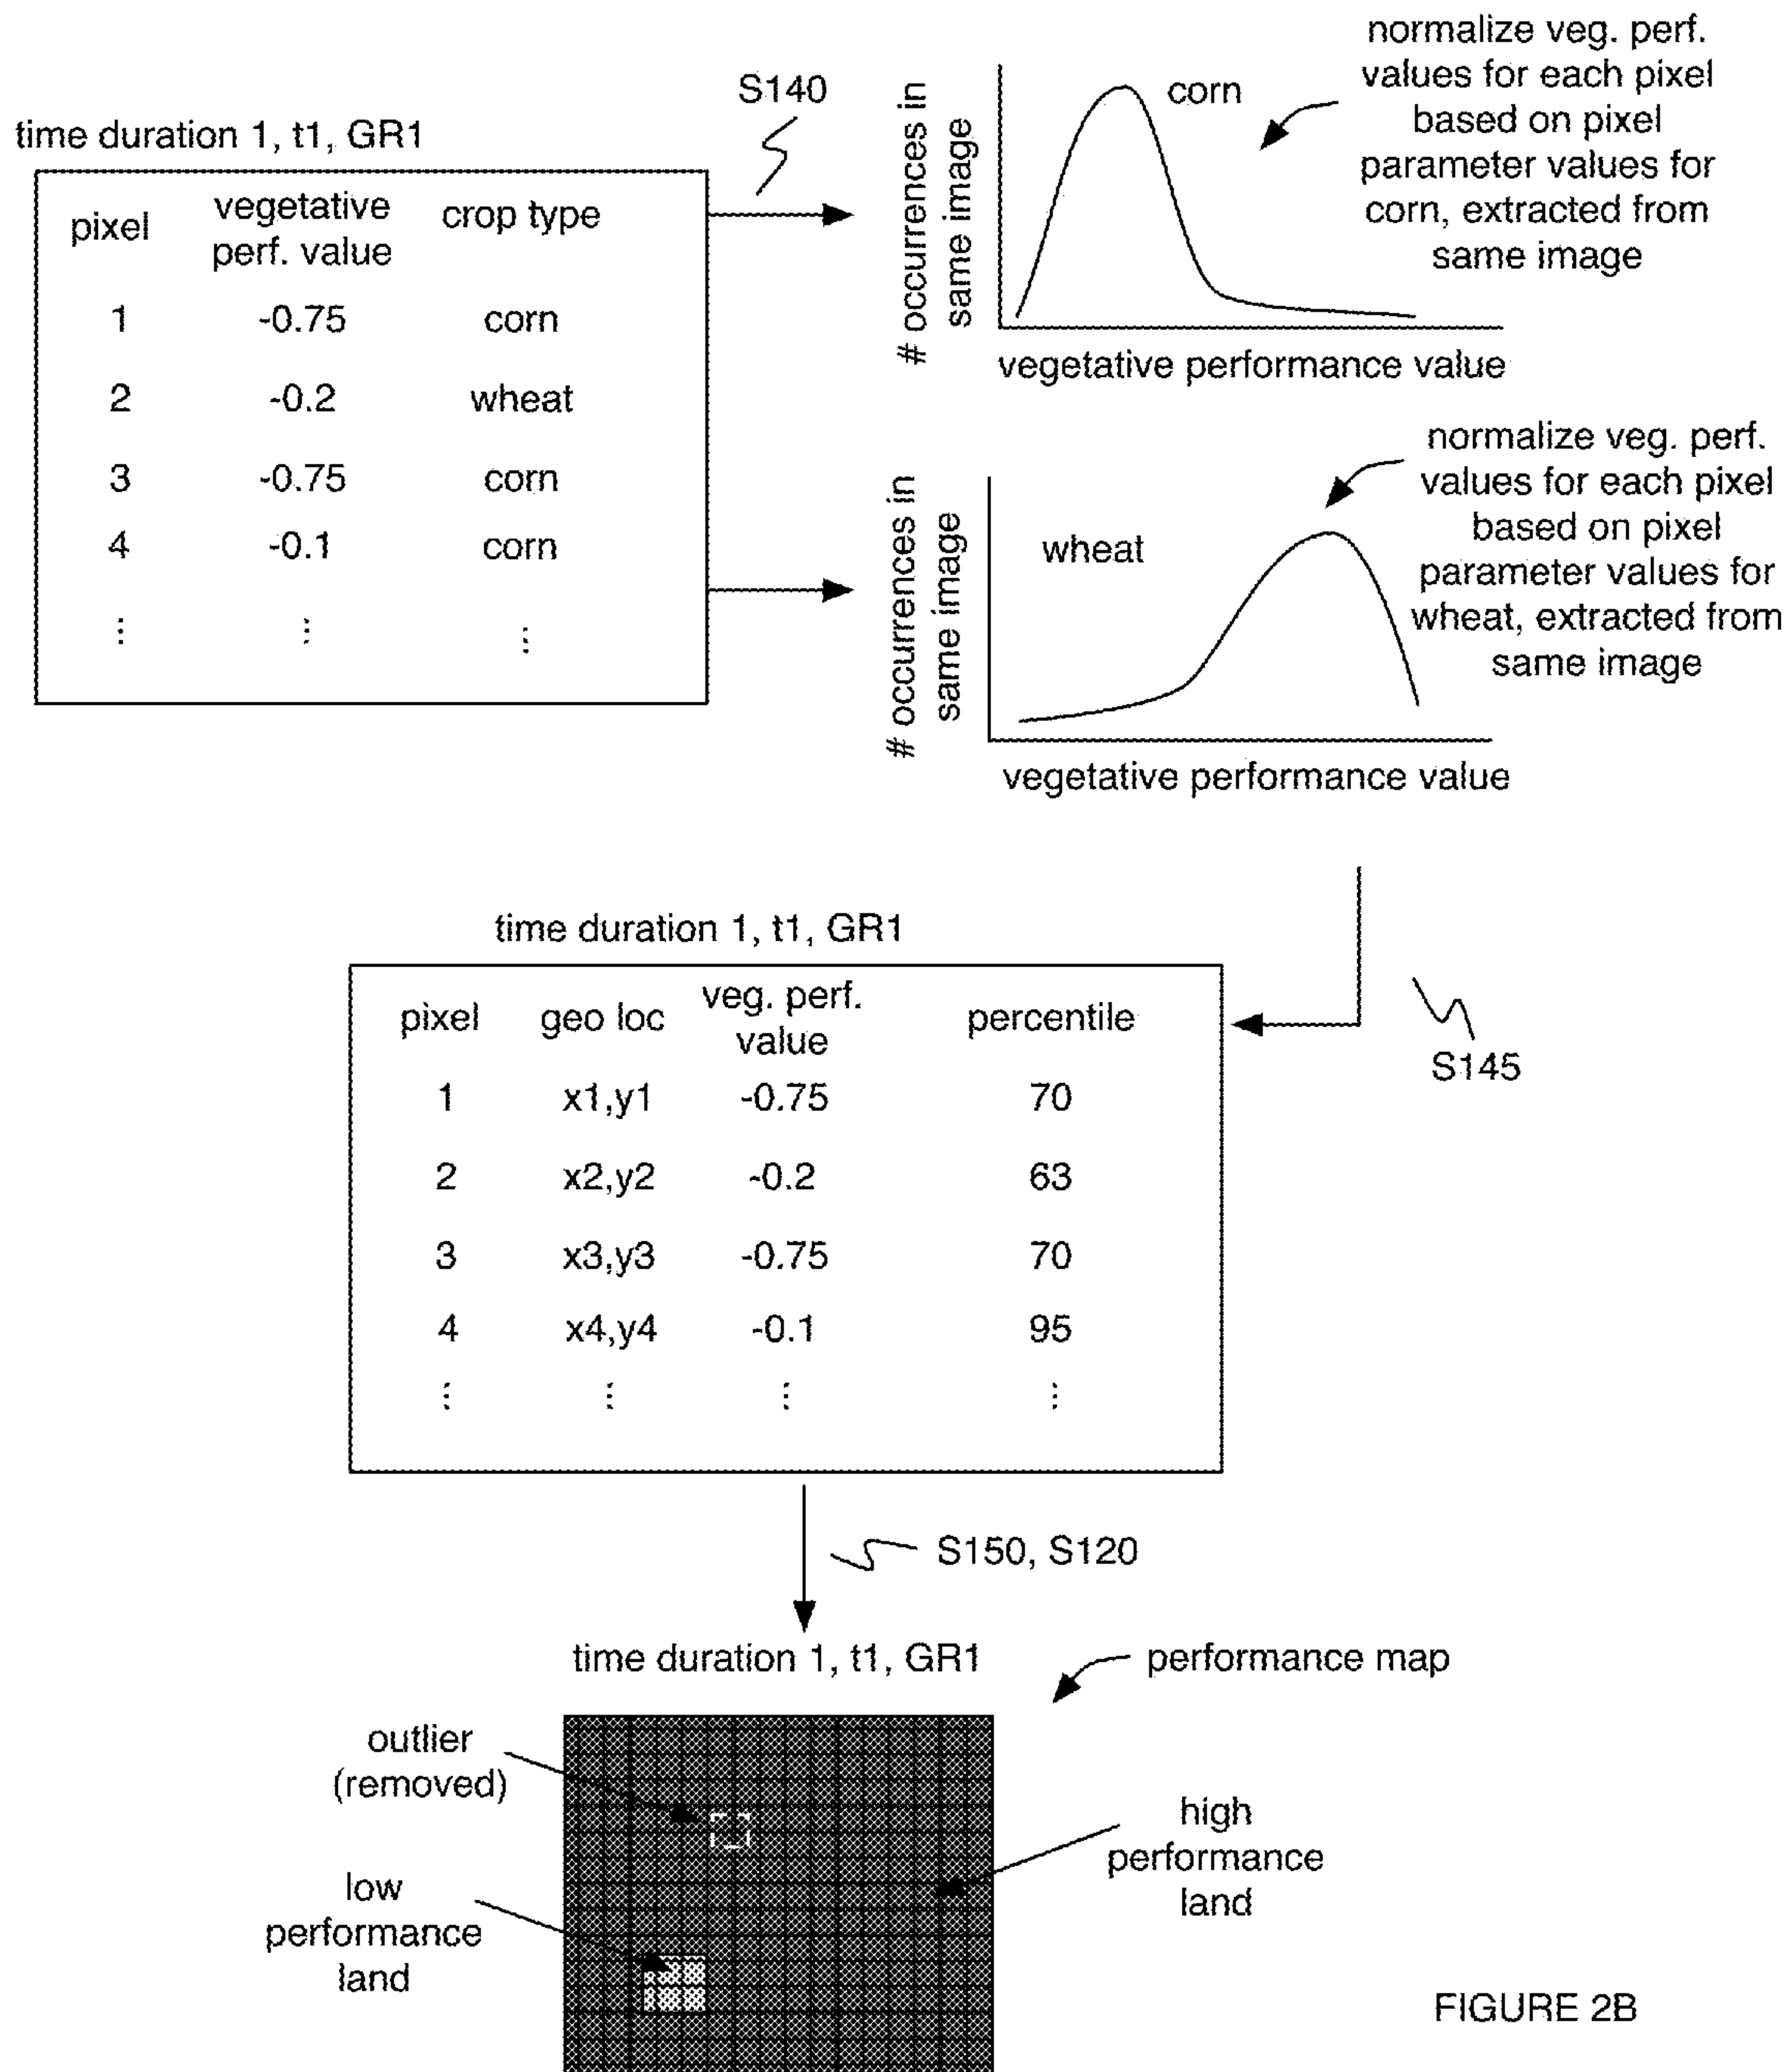 time duration 1, t1, GR1
pixel vegetative perf. value crop type
1 -0.75 corn
2 -0.2 wheat
3 -0.75 corn
4 -0.1 corn
⋮ ⋮ ⋮
S140
# occurrences in
same image
corn
vegetative performance value
normalize veg. perf.
values for each pixel
based on pixel
parameter values for
corn, extracted from
same image
# occurrences in
same image
wheat
vegetative performance value
normalize veg. perf.
values for each pixel
based on pixel
parameter values for
wheat, extracted from
same image
S145
time duration 1, t1, GR1
pixel geo loc veg. perf. value percentile
1 x1,y1 -0.75 70
2 x2,y2 -0.2 63
3 x3,y3 -0.75 70
4 x4,y4 -0.1 95
⋮ ⋮ ⋮ ⋮
S150, S120
time duration 1, t1, GR1
performance map
outlier
(removed)
high
performance
land
low
performance
land
FIGURE 2B